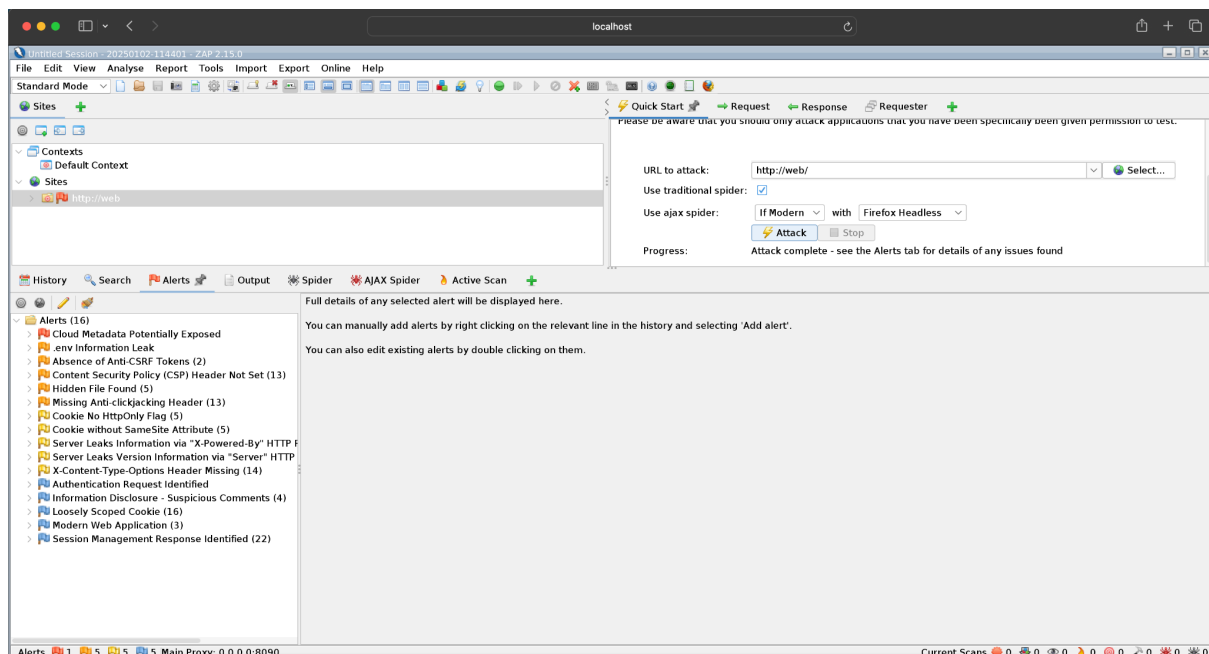 localhost
Untitled Session - 20250102-114401 - ZAP 2.15.0
File Edit View Analyse Report Tools Import Export Online Help
Standard Mode
Sites
Quick Start Request Response Requester
Please be aware that you should only attack applications that you have been specifically been given permission to test.
Contexts
Default Context
Sites
http://web
URL to attack: http://web/ Select...
Use traditional spider:
Use ajax spider: If Modern with Firefox Headless
Attack Stop
Progress: Attack complete - see the Alerts tab for details of any issues found
History Search Alerts Output Spider AJAX Spider Active Scan
Alerts (16)
Cloud Metadata Potentially Exposed
.env Information Leak
Absence of Anti-CSRF Tokens (2)
Content Security Policy (CSP) Header Not Set (13)
Hidden File Found (5)
Missing Anti-clickjacking Header (13)
Cookie No HttpOnly Flag (5)
Cookie without SameSite Attribute (5)
Server Leaks Information via "X-Powered-By" HTTP
Server Leaks Version Information via "Server" HTTP
X-Content-Type-Options Header Missing (14)
Authentication Request Identified
Information Disclosure - Suspicious Comments (4)
Loosely Scoped Cookie (16)
Modern Web Application (3)
Session Management Response Identified (22)
Full details of any selected alert will be displayed here.
You can manually add alerts by right clicking on the relevant line in the history and selecting 'Add alert'.
You can also edit existing alerts by double clicking on them.
Alerts 1 5 5 5 Main Proxy: 0.0.0.0:8090
Current Scans 0 0 0 0 0 0 0 0